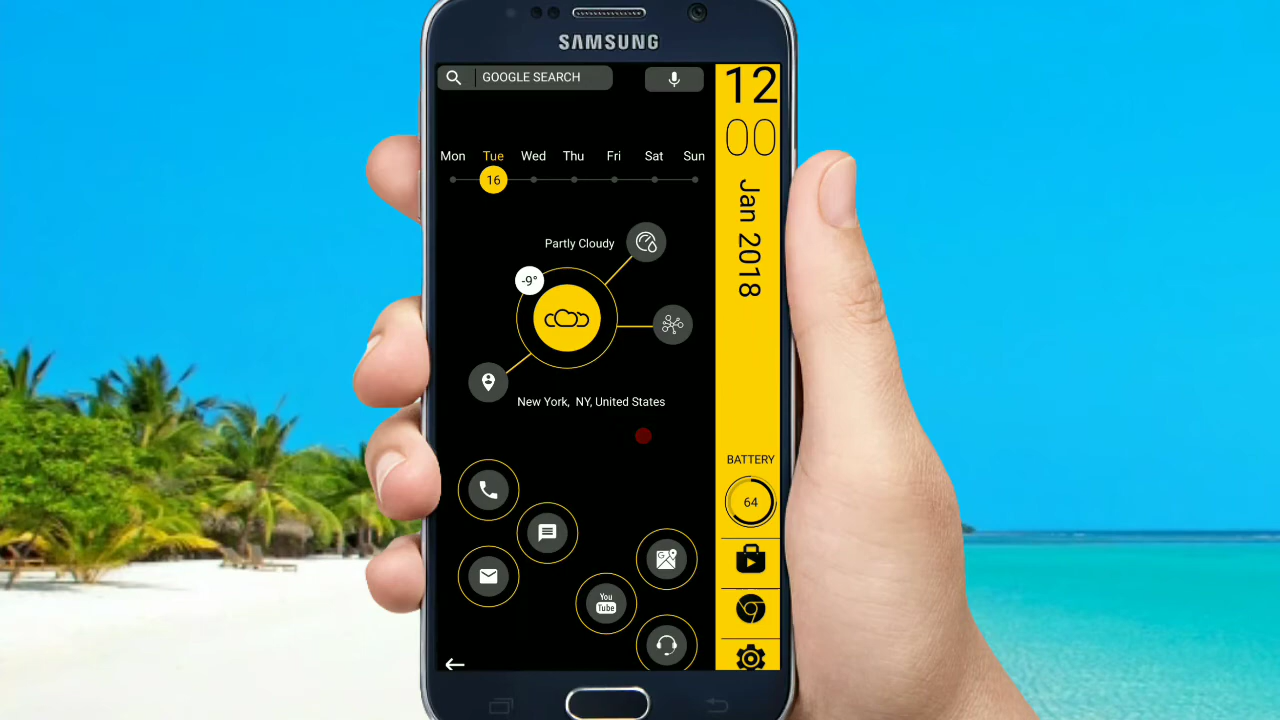 SAMSUNG
GOOGLE SEARCH
12
00
Mon Tue Wed Thu Fri Sat Sun
16
Jan 2018
Partly Cloudy
-9°
New York, NY, United States
BATTERY
64
G
You
Tube